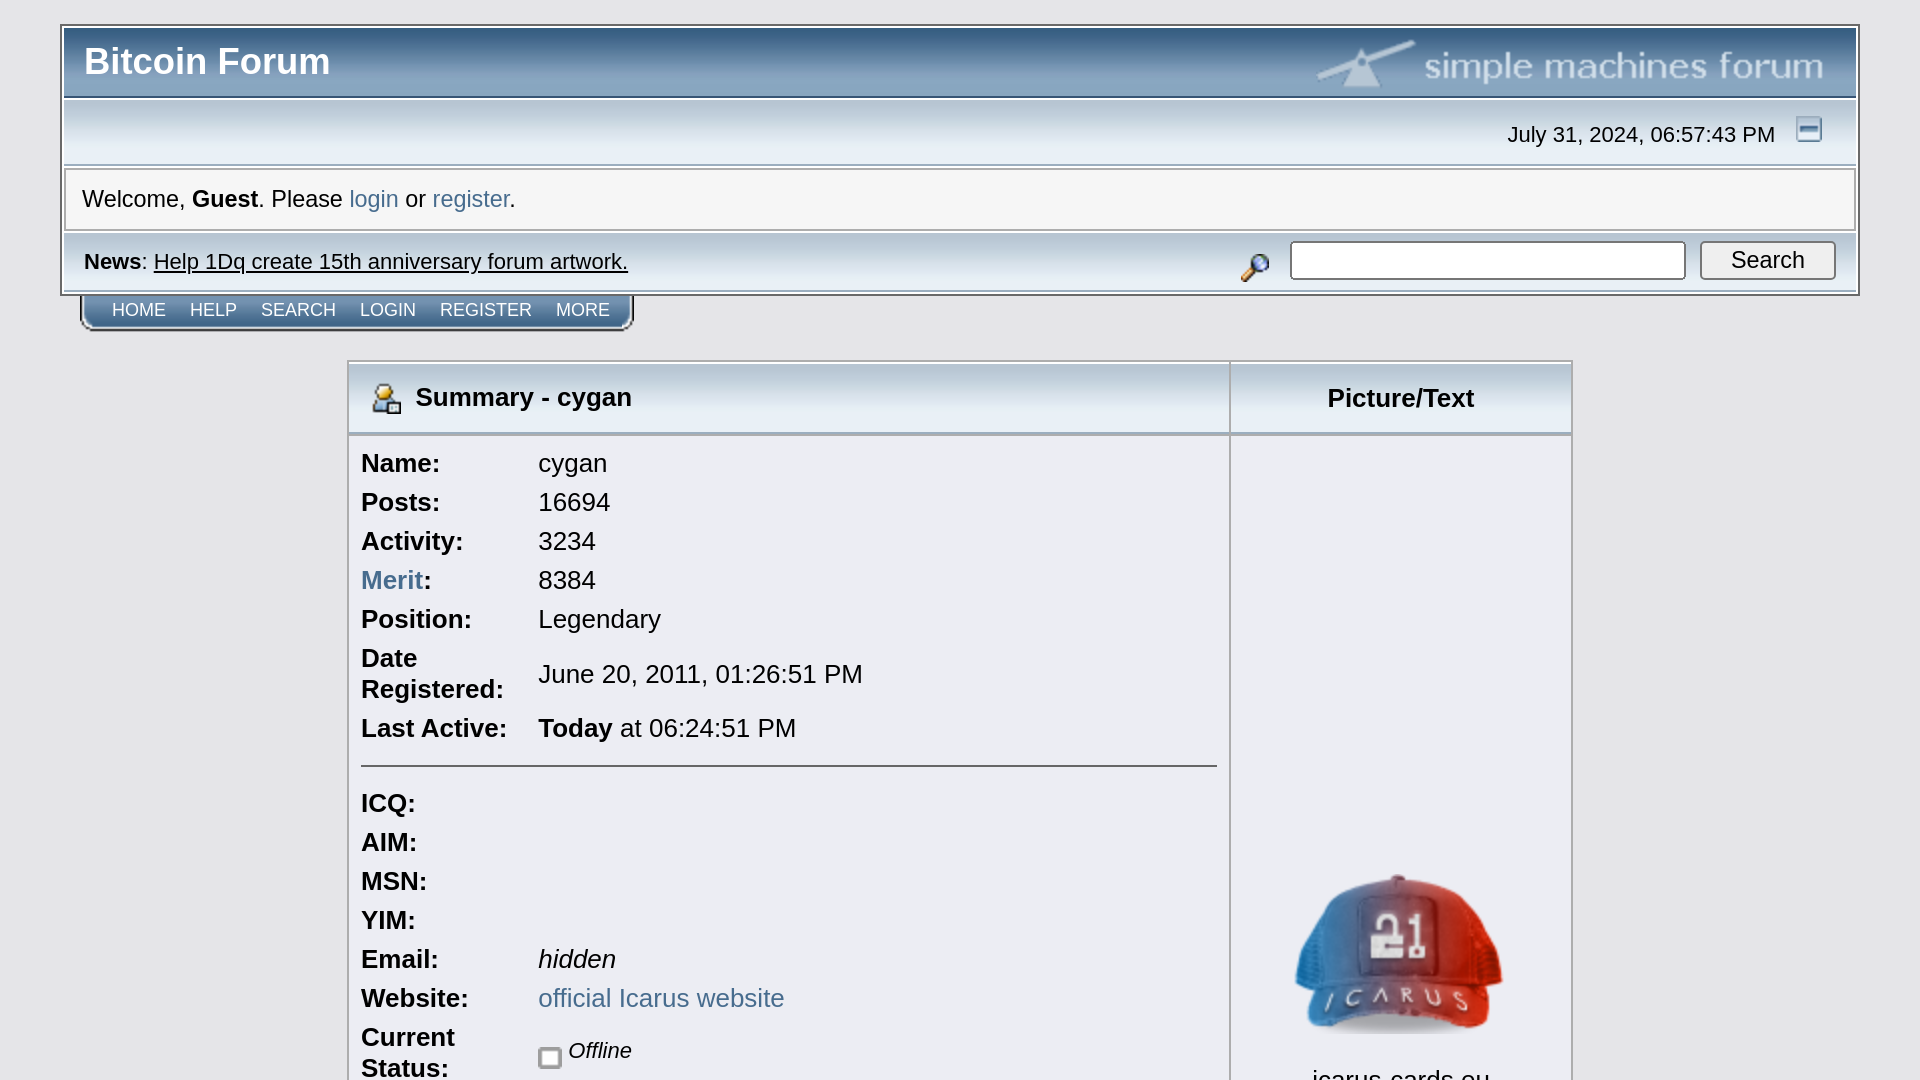 Bitcoin Forum
simple machines forum
July 31, 2024, 06:57:43 PM
Welcome, Guest. Please login or register.
News: Help 1Dq create 15th anniversary forum artwork.
Search
HOME HELP SEARCH LOGIN REGISTER MORE
Summary - cygan
Picture/Text
Name: cygan
Posts: 16694
Activity: 3234
Merit: 8384
Position: Legendary
Date
Registered: June 20, 2011, 01:26:51 PM
Last Active: Today at 06:24:51 PM
ICQ:
AIM:
MSN:
YIM:
Email: hidden
Website: official Icarus website
Current
Status: Offline
21
ICARUS
icarus-cards.eu